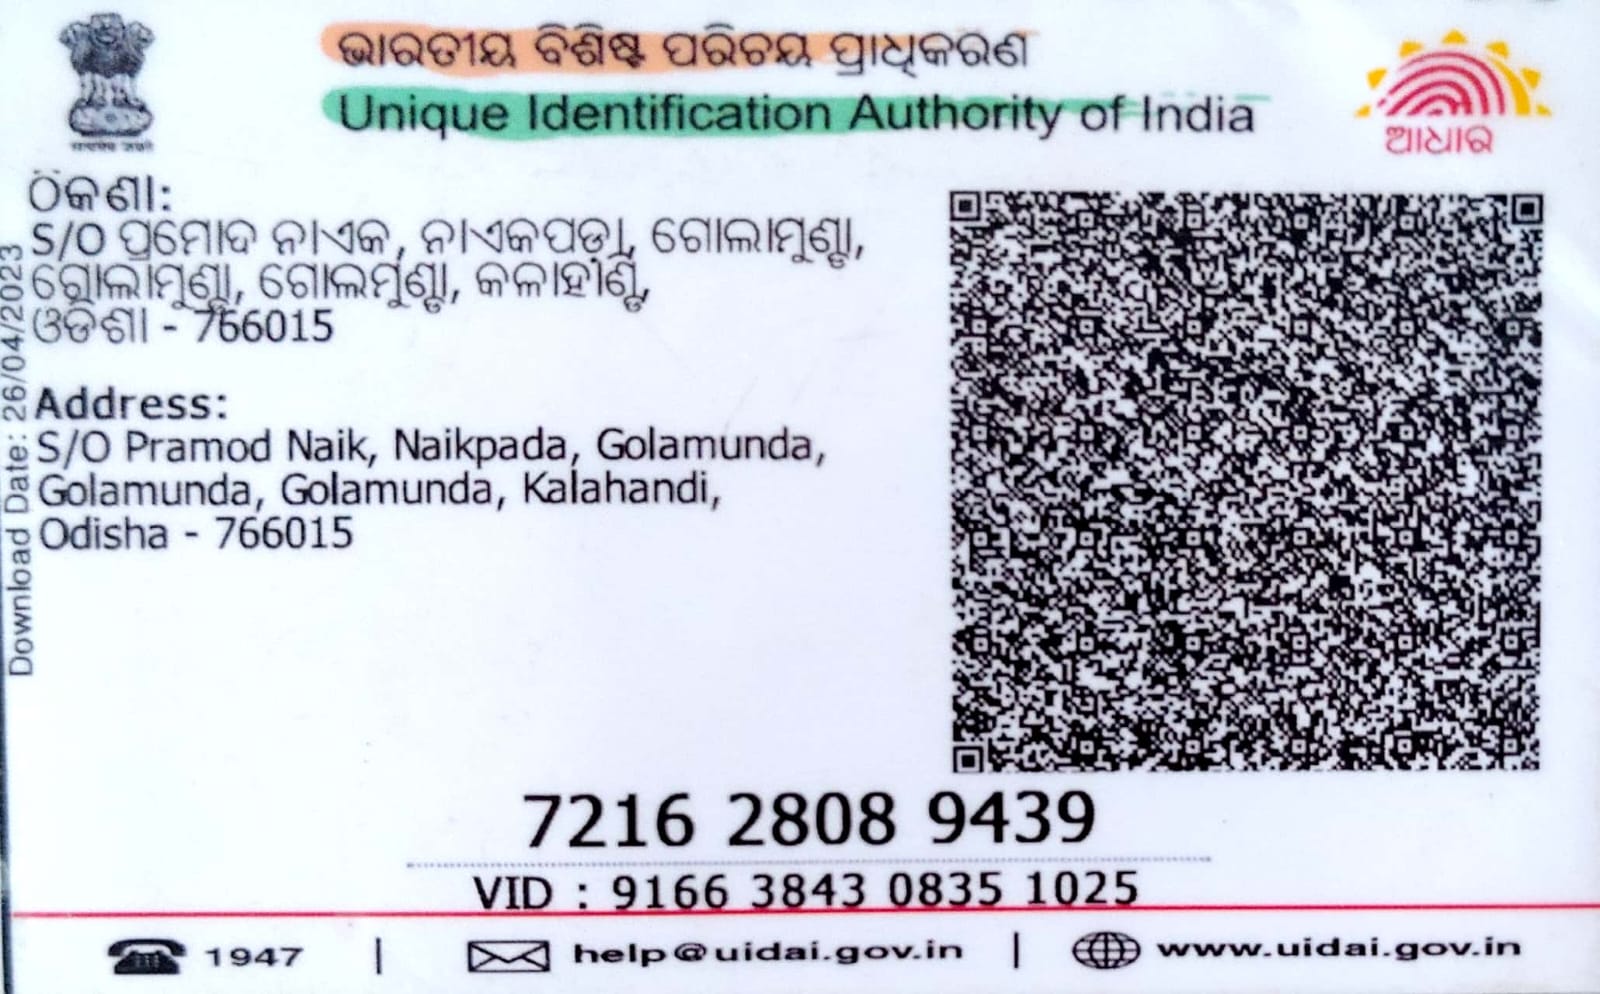 ଭାରତୀୟ ବିଶିଷ୍ଟ ପରିଚୟ ପ୍ରାଧିକରଣ
Unique Identification Authority of India
ଆଧାର
ଠିକଣା:
S/O ପ୍ରମୋଦ ନାଏକ, ନାଏକପଡ଼ା, ଗୋଲାମୁଣ୍ଡା,
ଗୋଲାମୁଣ୍ଡା, ଗୋଲମୁଣ୍ଡା, କଳାହାଣ୍ଡି,
ଓଡିଶା - 766015
Address:
S/O Pramod Naik, Naikpada, Golamunda,
Golamunda, Golamunda, Kalahandi,
Odisha - 766015
Download Date: 26/04/2023
7216 2808 9439
VID : 9166 3843 0835 1025
1947 | help@uidai.gov.in | www.uidai.gov.in